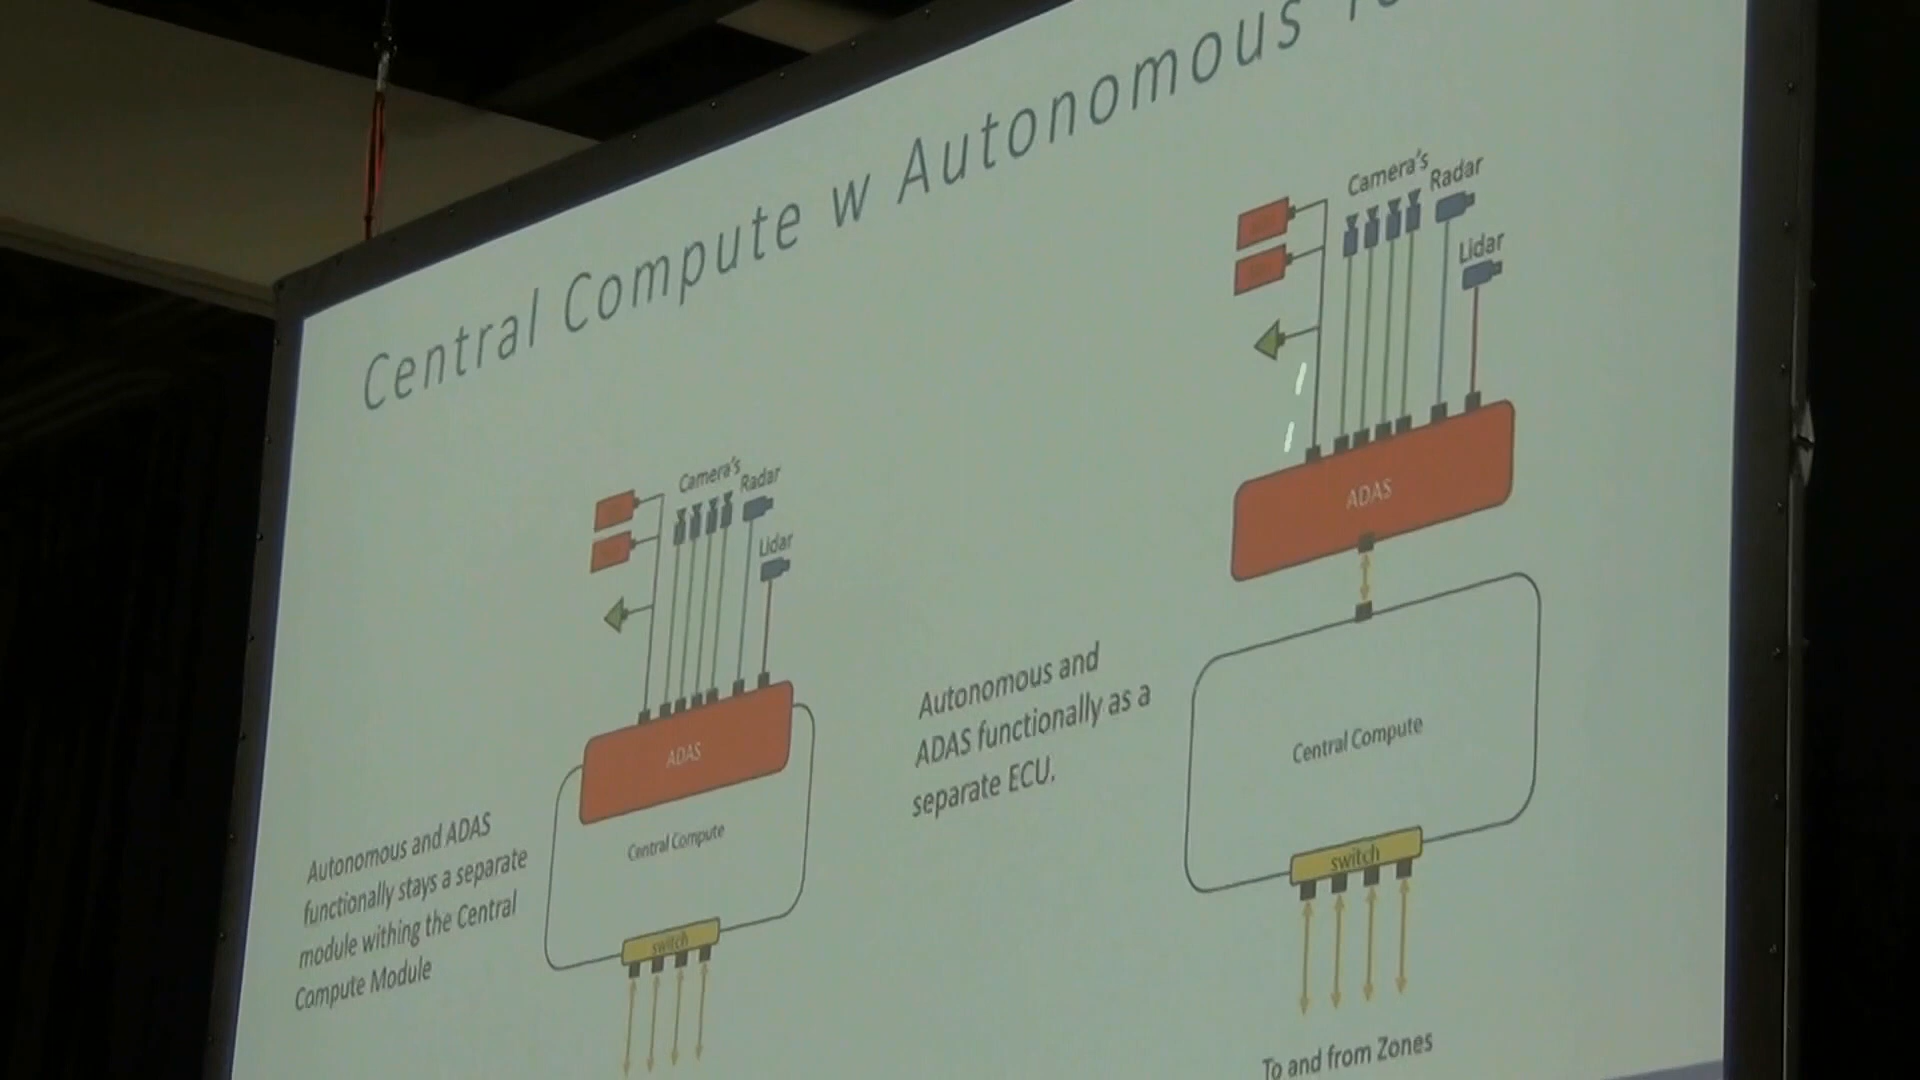 Central Compute w Autonomous
Camera's
Radar
Lidar
ADAS
Central Compute
switch
Autonomous and ADAS
functionally stays a separate
module withing the Central
Compute Module
Camera's
Radar
Lidar
ADAS
Central Compute
switch
To and from Zones
Autonomous and
ADAS functionally as a
separate ECU.